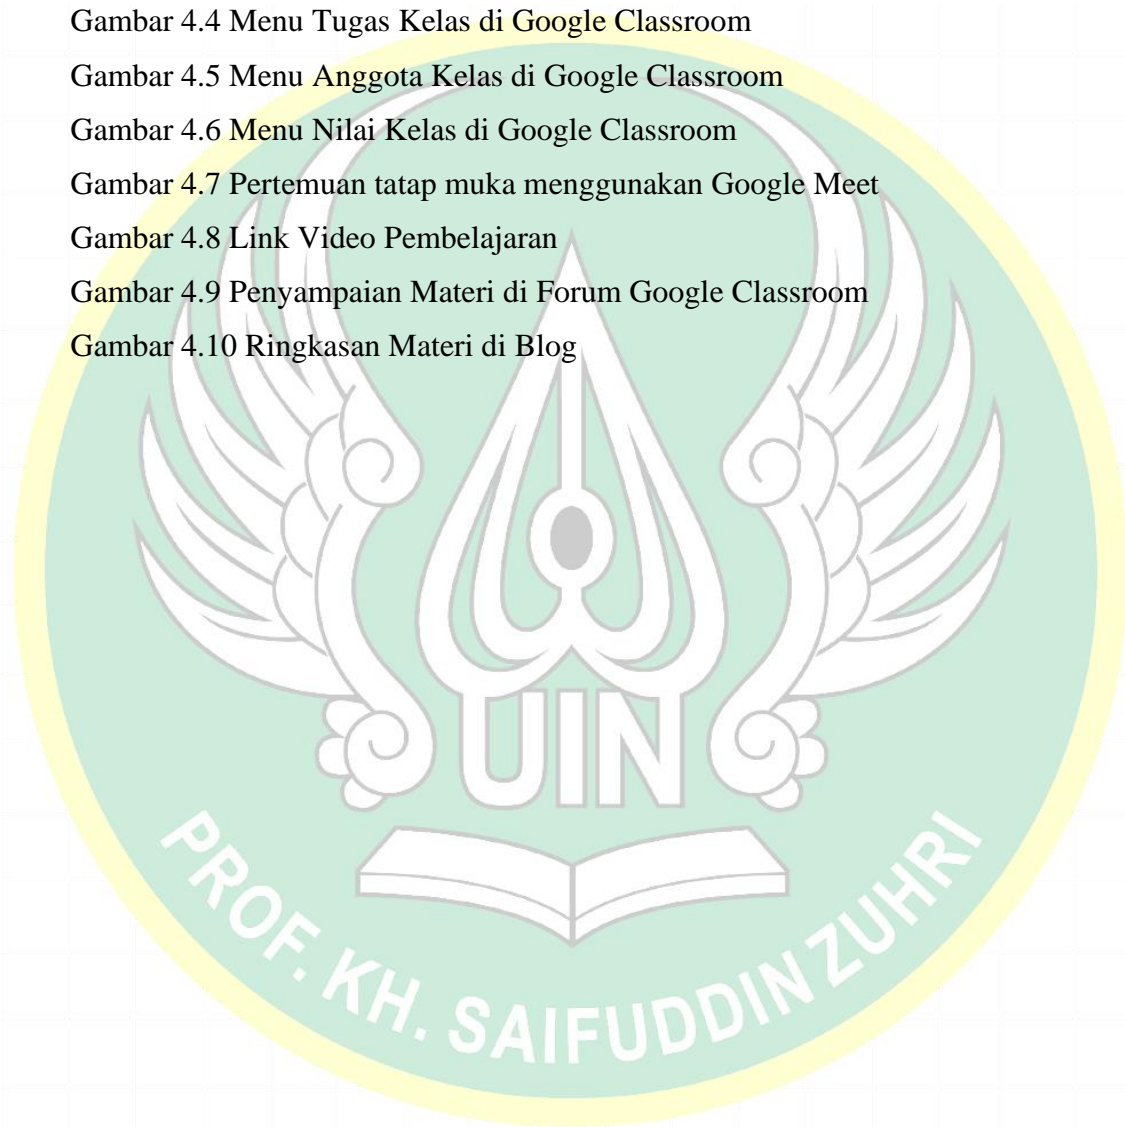 Gambar 4.4 Menu Tugas Kelas di Google Classroom
Gambar 4.5 Menu Anggota Kelas di Google Classroom
Gambar 4.6 Menu Nilai Kelas di Google Classroom
Gambar 4.7 Pertemuan tatap muka menggunakan Google Meet
Gambar 4.8 Link Video Pembelajaran
Gambar 4.9 Penyampaian Materi di Forum Google Classroom
Gambar 4.10 Ringkasan Materi di Blog
UIN
PROF. KH. SAIFUDDIN ZUHRI